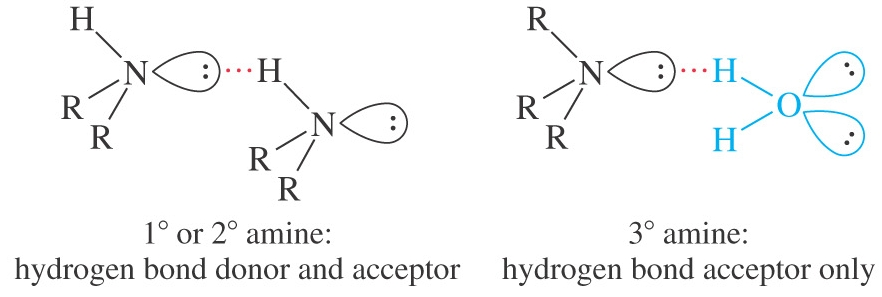 H
N : ··· H
R
R
N :
R
R
1° or 2° amine:
hydrogen bond donor and acceptor
R
N : ··· H
R
R
O
H
3° amine:
hydrogen bond acceptor only